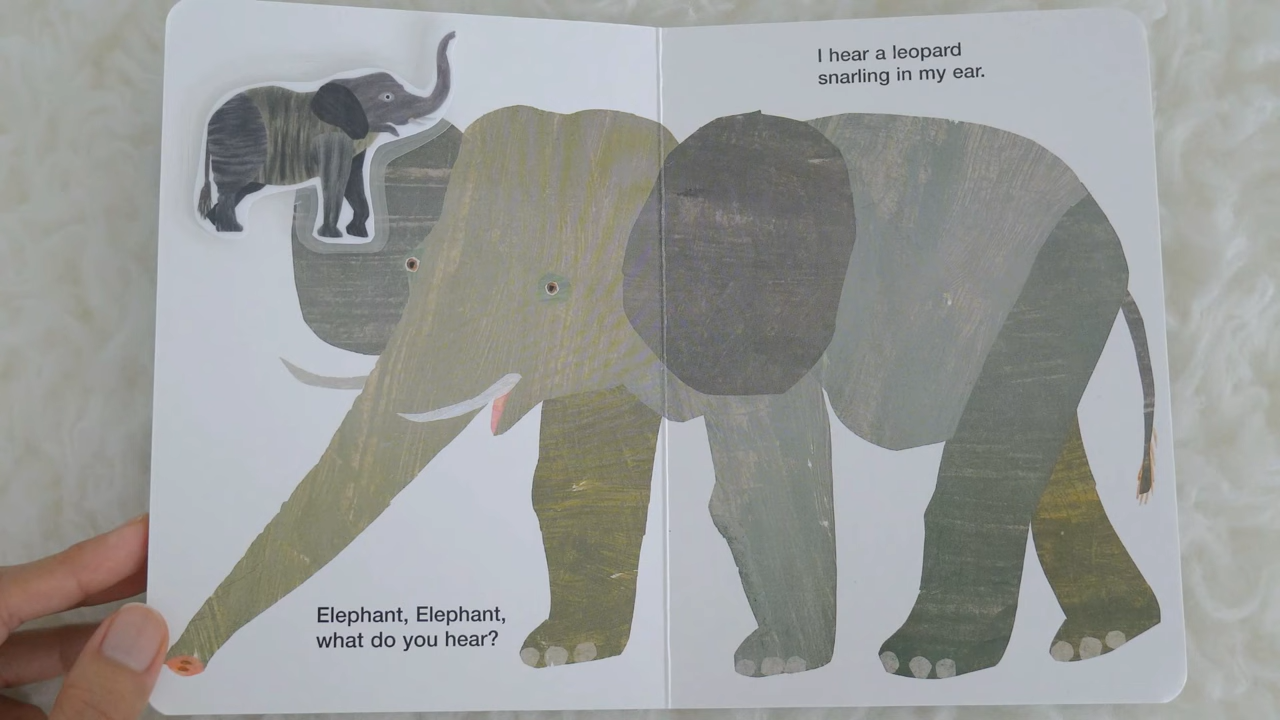 Elephant, Elephant,
what do you hear?
I hear a leopard
snarling in my ear.